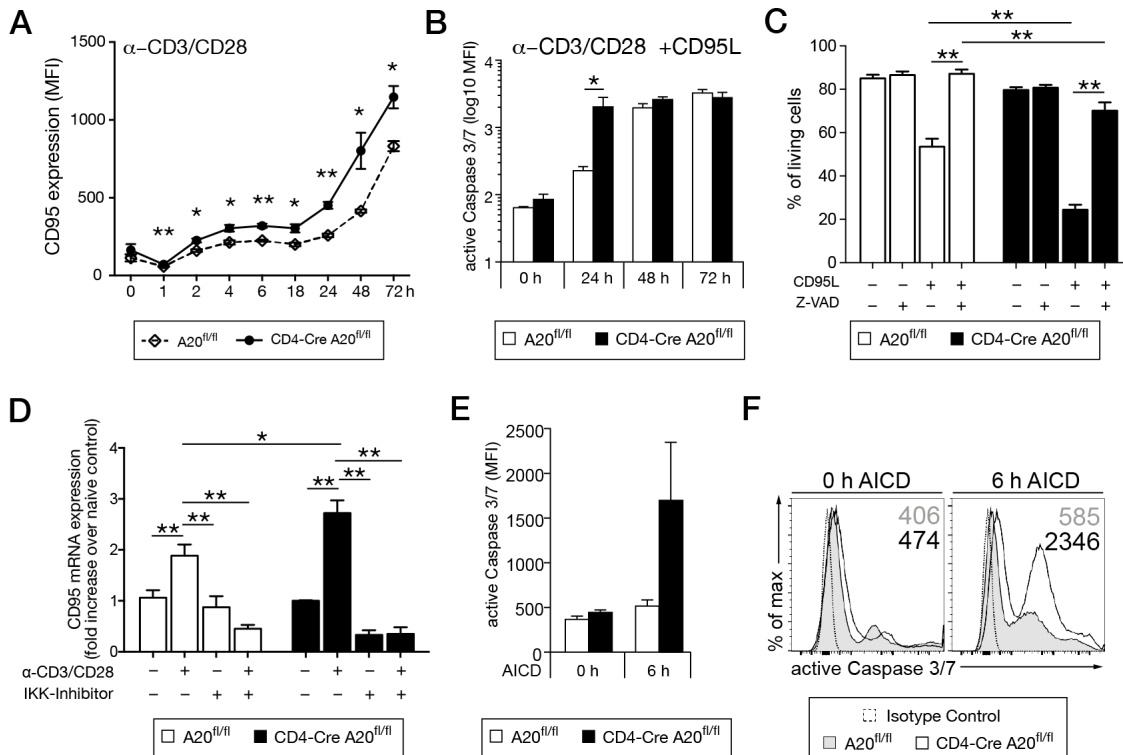 A
α–CD3/CD28
CD95 expression (MFI)
1500
1000
500
0
0 1 2 4 6 18 24 48 72 h
** * * ** * ** * *
A20fl/fl CD4-Cre A20fl/fl
B
α–CD3/CD28 +CD95L
active Caspase 3/7 (log10 MFI)
4
3
2
1
*
0 h 24 h 48 h 72 h
A20fl/fl CD4-Cre A20fl/fl
C
% of living cells
100
80
60
40
20
0
**
**
** **
CD95L – – + + – – + +
Z-VAD – + – + – + – +
A20fl/fl CD4-Cre A20fl/fl
D
CD95 mRNA expression
(fold increase over naive control)
4
3
2
1
0
*
** ** **
** ** **
α-CD3/CD28 – + – + – + – +
IKK-Inhibitor – – + + – – + +
A20fl/fl CD4-Cre A20fl/fl
E
active Caspase 3/7 (MFI)
2500
2000
1500
1000
500
0
AICD 0 h 6 h
A20fl/fl CD4-Cre A20fl/fl
F
0 h AICD 6 h AICD
406 585
474 2346
% of max
active Caspase 3/7
Isotype Control
A20fl/fl CD4-Cre A20fl/fl